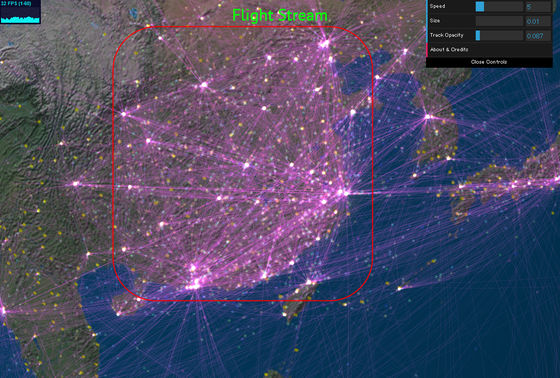 32 FPS (1-60)
Flight Stream.
Speed 5
Size 0.01
Track Opacity 0.087
About & Credits
Close Controls